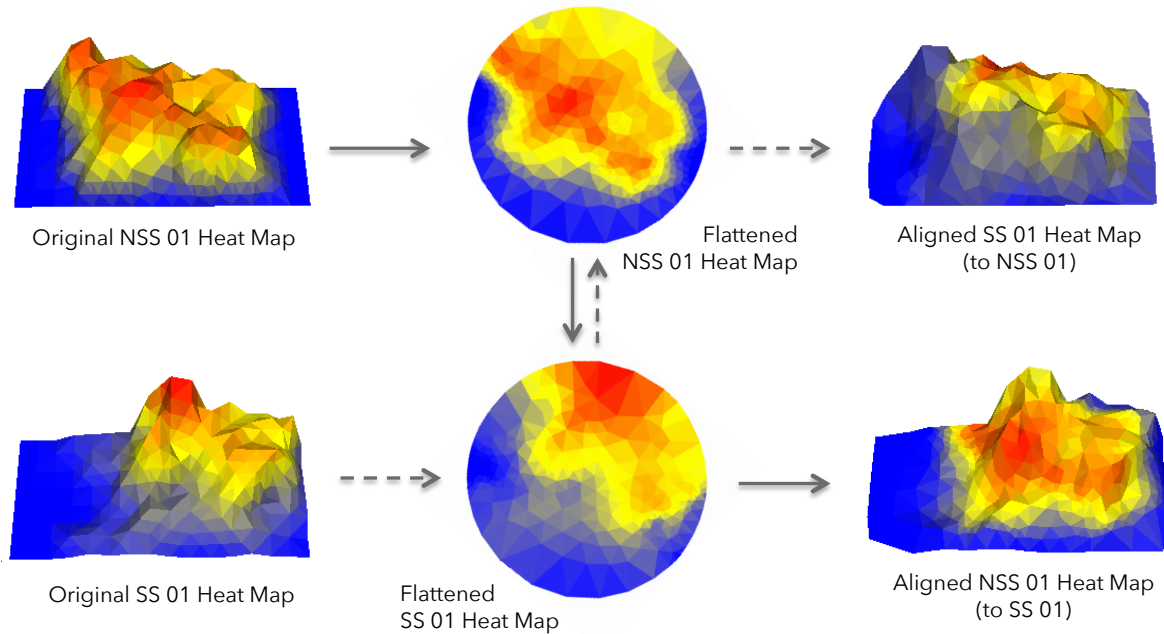 Original NSS 01 Heat Map
Flattened
NSS 01 Heat Map
Aligned SS 01 Heat Map
(to NSS 01)
Original SS 01 Heat Map
Flattened
SS 01 Heat Map
Aligned NSS 01 Heat Map
(to SS 01)